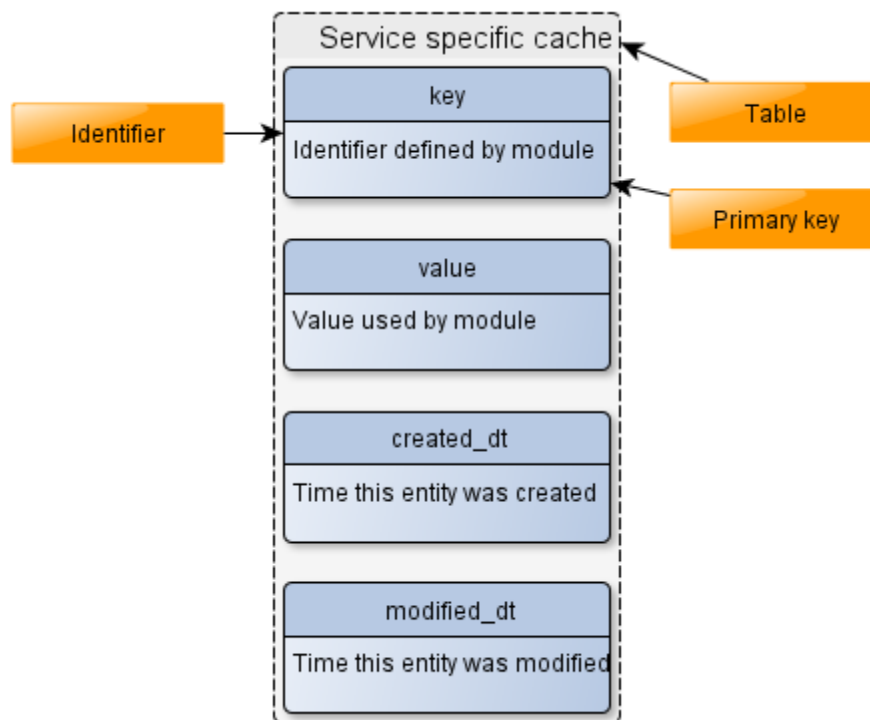 Service specific cache
key
Identifier defined by module
Identifier
Table
Primary key
value
Value used by module
created_dt
Time this entity was created
modified_dt
Time this entity was modified